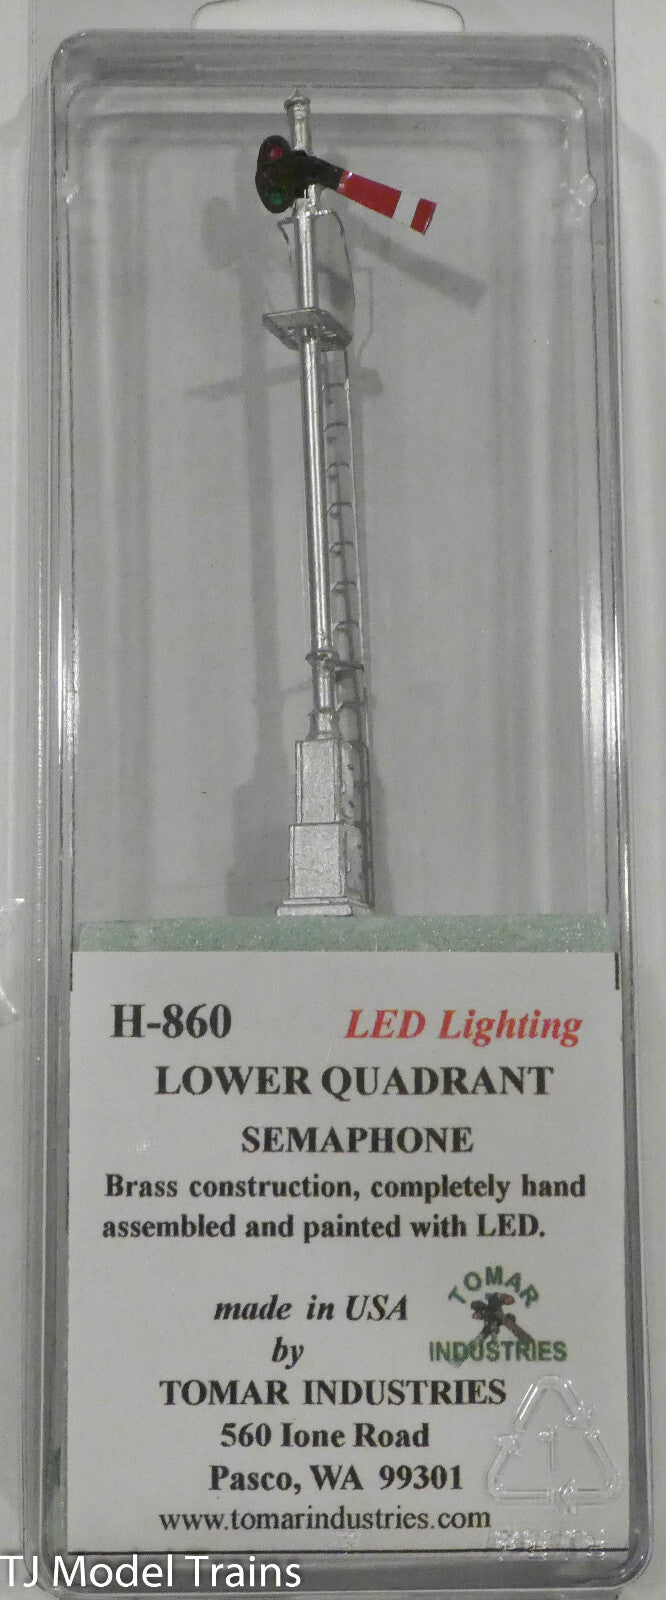 H-860 LED Lighting
LOWER QUADRANT
SEMAPHONE
Brass construction, completely hand
assembled and painted with LED.
made in USA
by
TOMAR
INDUSTRIES
TOMAR INDUSTRIES
560 Ione Road
Pasco, WA 99301
www.tomarindustries.com
1
TJ Model Trains